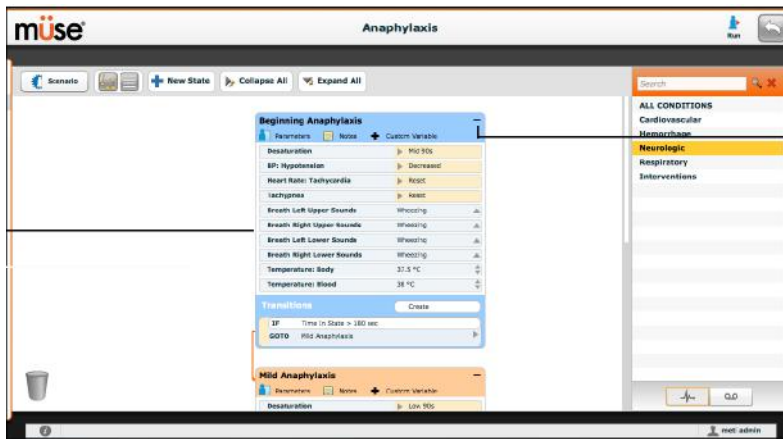 müse
Anaphylaxis
Run
Scenario
New State
Collapse All
Expand All
Search
ALL CONDITIONS
Cardiovascular
Hemorrhage
Neurologic
Respiratory
Interventions
Beginning Anaphylaxis
Parameters Notes Custom Variable
Desaturation Mid 90s
BP: Hypotension Decreased
Heart Rate: Tachycardia Reset
Tachypnea Reset
Breath Left Upper Sounds Wheezing
Breath Right Upper Sounds Wheezing
Breath Left Lower Sounds Wheezing
Breath Right Lower Sounds Wheezing
Temperature: Body 37.5 °C
Temperature: Blood 38 °C
Transitions Create
IF Time In State > 180 sec
GOTO Mild Anaphylaxis
Mild Anaphylaxis
Parameters Notes Custom Variable
Desaturation Low 90s
meti admin